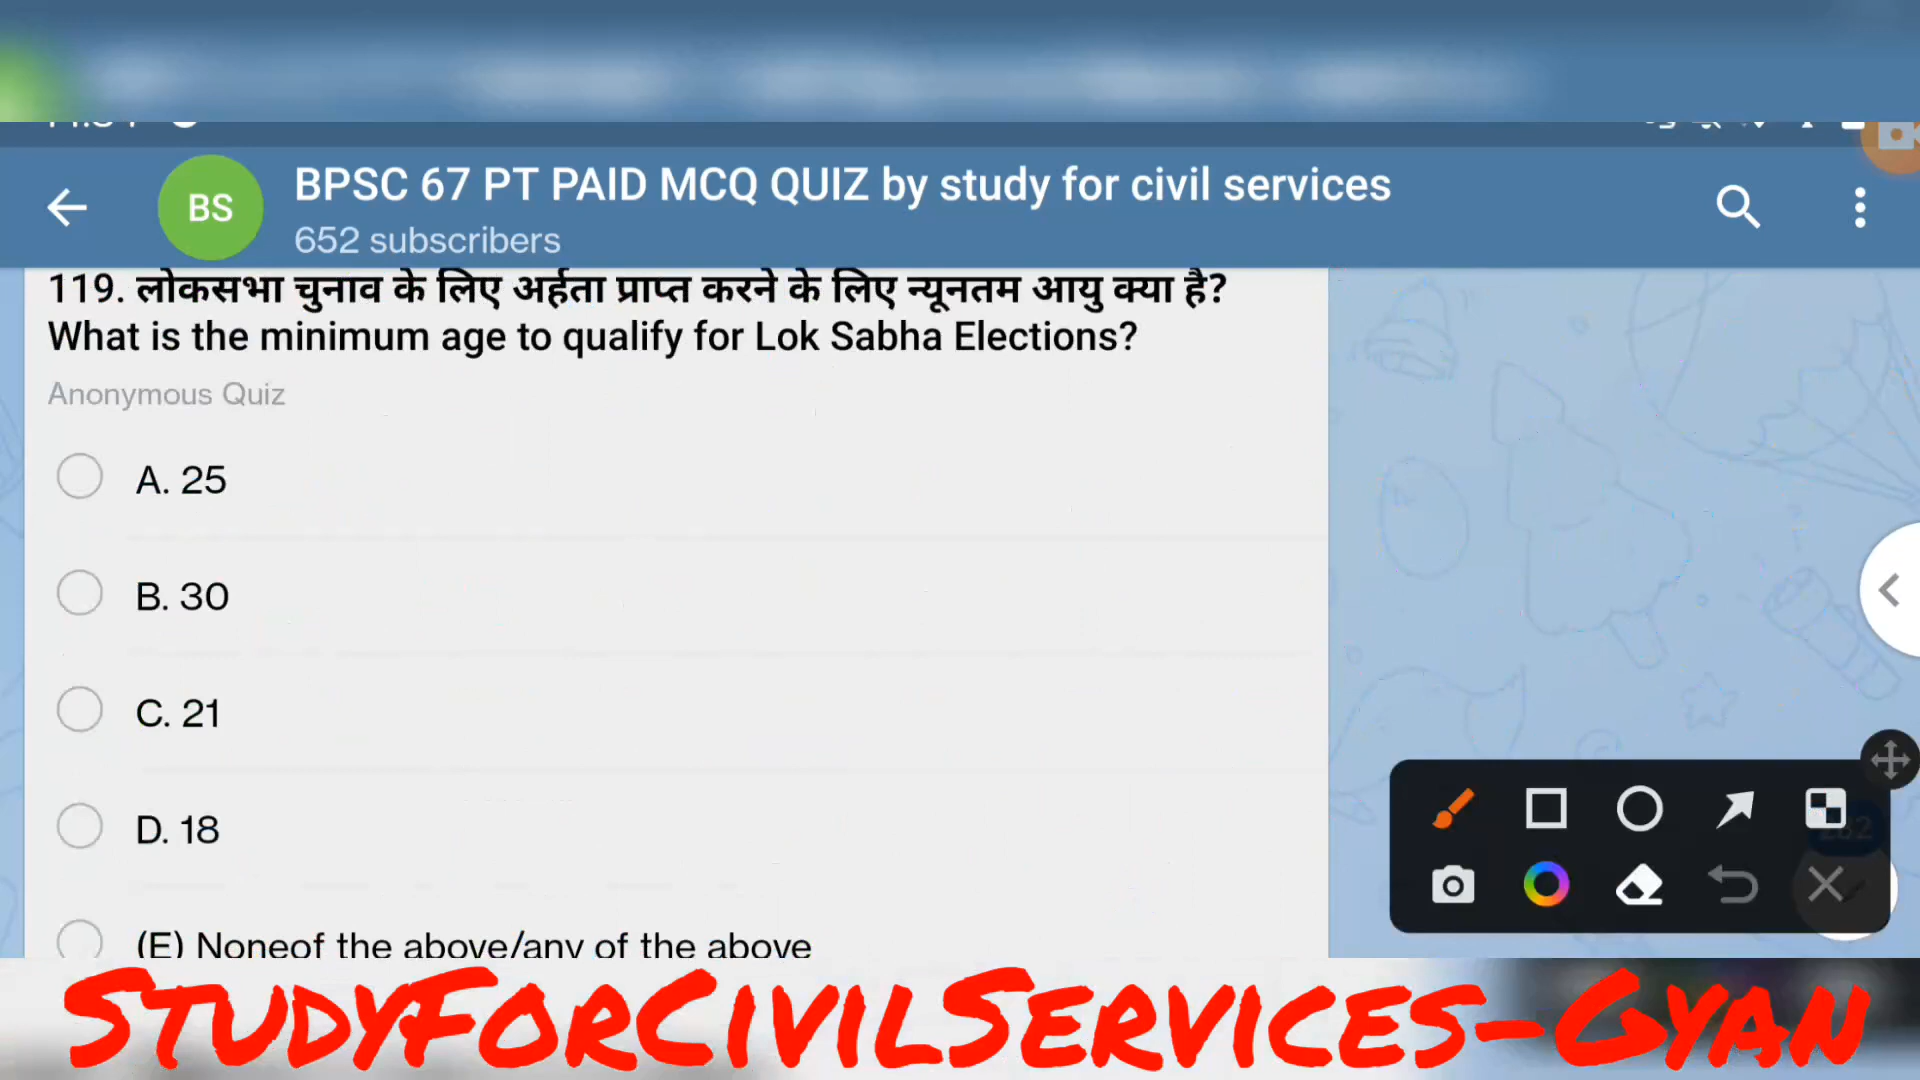 BS
BPSC 67 PT PAID MCQ QUIZ by study for civil services
652 subscribers
119. लोकसभा चुनाव के लिए अर्हता प्राप्त करने के लिए न्यूनतम आयु क्या है?
What is the minimum age to qualify for Lok Sabha Elections?
Anonymous Quiz
A. 25
B. 30
C. 21
D. 18
(E) Noneof the above/any of the above
StudyForCivilServices-Gyan